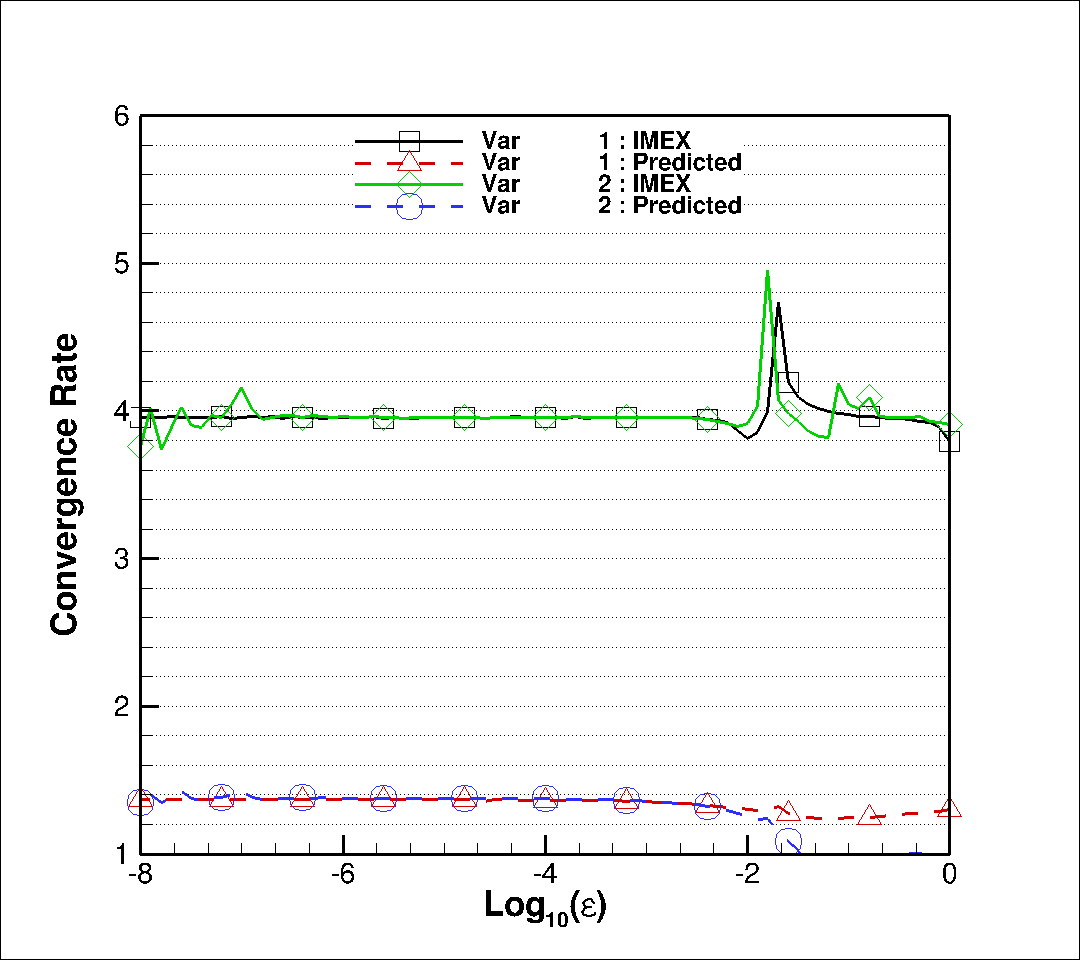 6
Var 1 : IMEX
Var 1 : Predicted
Var 2 : IMEX
Var 2 : Predicted
5
4
3
2
1
Convergence Rate
-8 -6 -4 -2 0
Log10(ε)